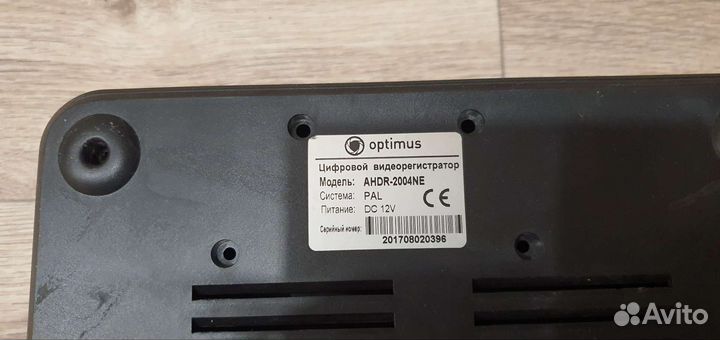 optimus
Цифровой видеорегистратор
Модель: AHDR-2004NE
Система: PAL
Питание: DC 12V
CE
Серийный номер:
201708020396
Avito